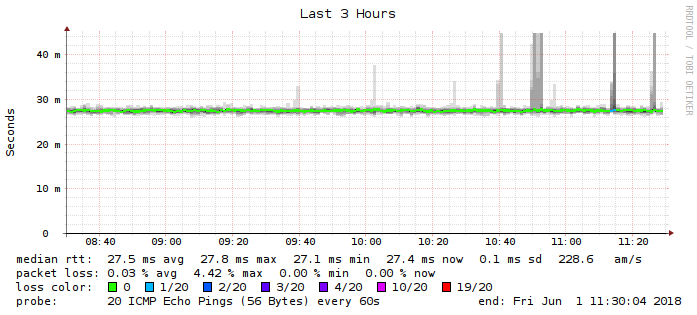 Last 3 Hours
RRDTOOL / TOBI OETIKER
Seconds
40 m
30 m
20 m
10 m
0
08:40 09:00 09:20 09:40 10:00 10:20 10:40 11:00 11:20
median rtt: 27.5 ms avg 27.8 ms max 27.1 ms min 27.4 ms now 0.1 ms sd 228.6 am/s
packet loss: 0.03 % avg 4.42 % max 0.00 % min 0.00 % now
loss color: 0 1/20 2/20 3/20 4/20 10/20 19/20
probe: 20 ICMP Echo Pings (56 Bytes) every 60s end: Fri Jun 1 11:30:04 2018